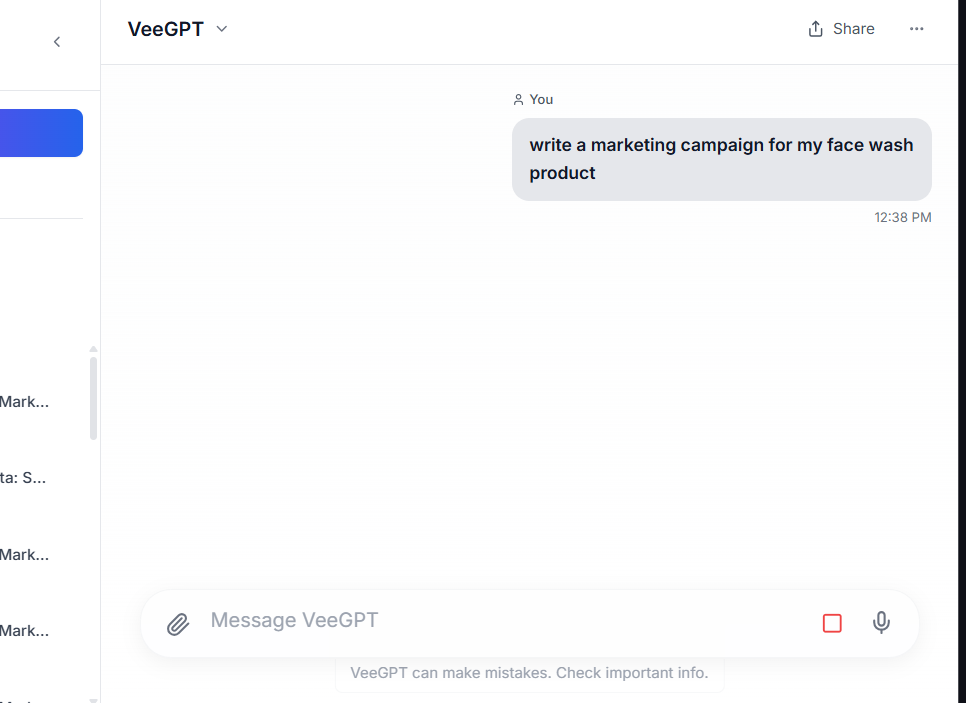 VeeGPT
Share
You
write a marketing campaign for my face wash
product
12:38 PM
Mark...
ta: S...
Mark...
Mark...
Message VeeGPT
VeeGPT can make mistakes. Check important info.